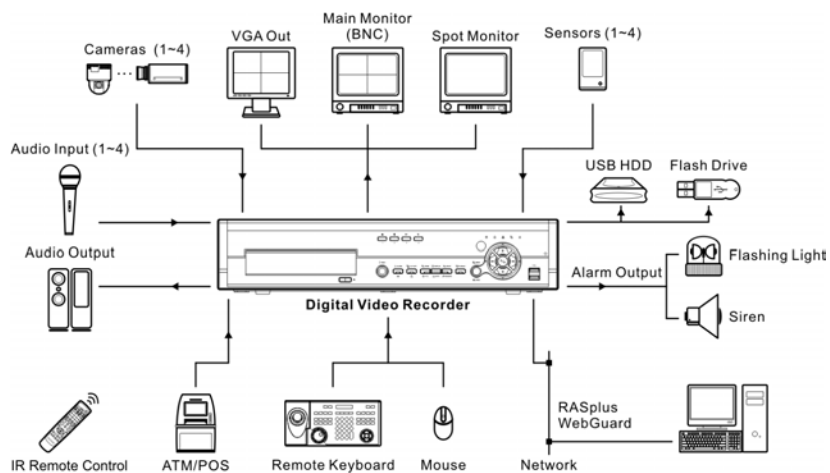 Main Monitor
(BNC)
VGA Out
Spot Monitor
Sensors (1~4)
Cameras (1~4)
Audio Input (1~4)
USB HDD
Flash Drive
Audio Output
Flashing Light
Alarm Output
Digital Video Recorder
Siren
RASplus
WebGuard
IR Remote Control
ATM/POS
Remote Keyboard
Mouse
Network